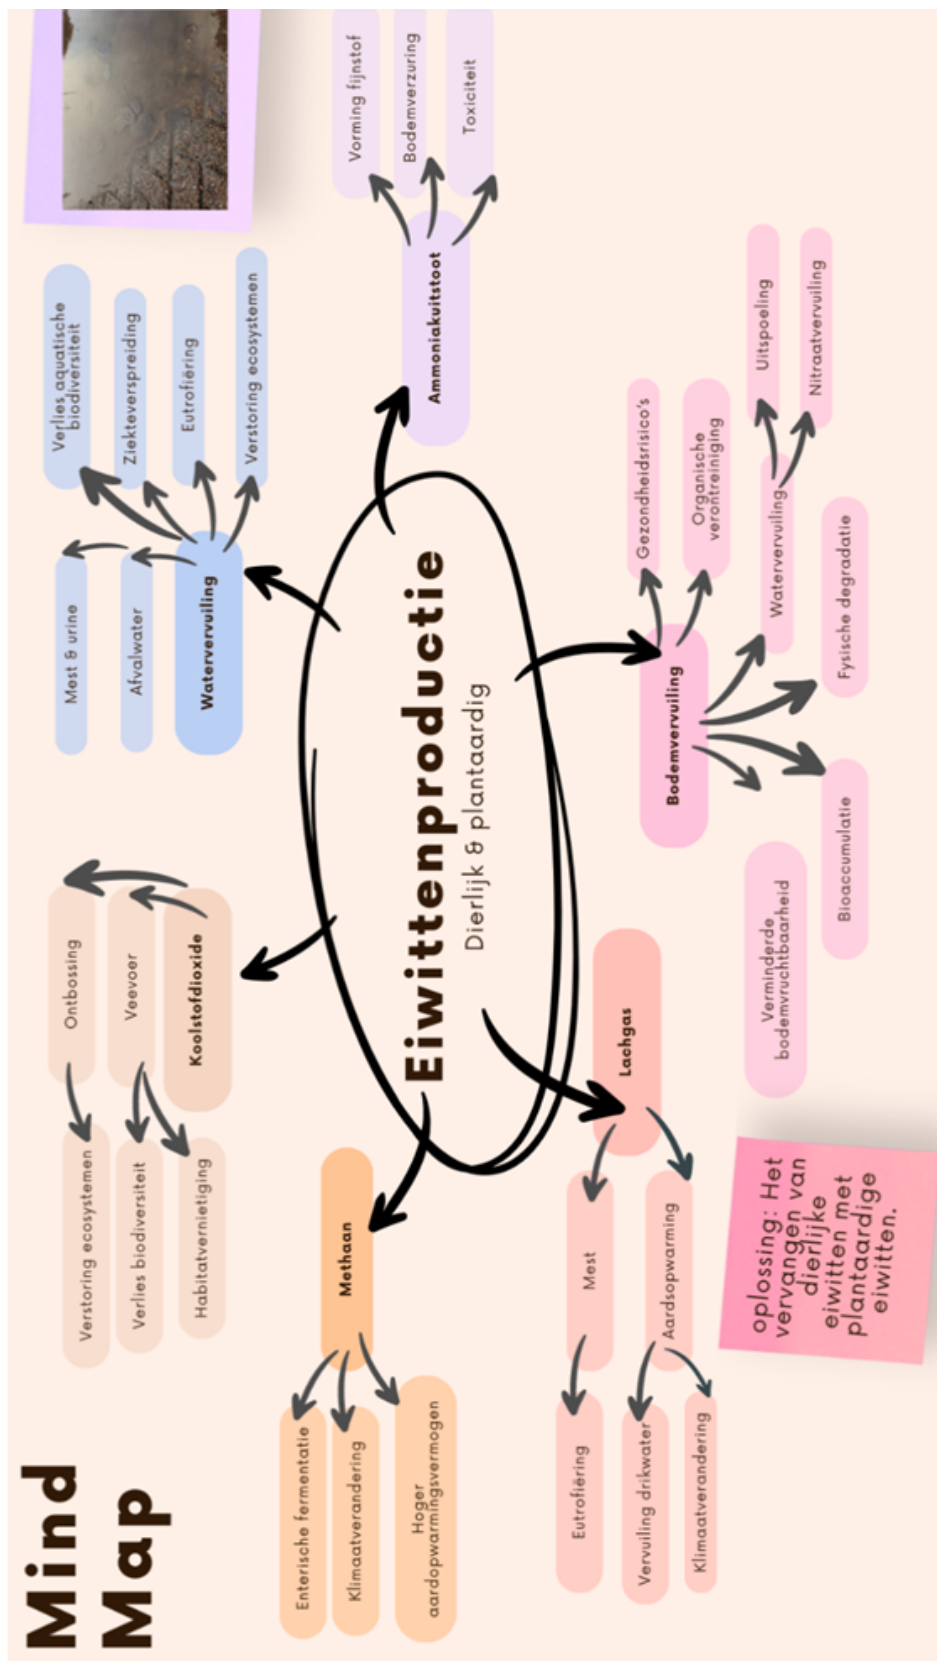 Mind
Map
Eiwittenproductie
Dierlijk & plantaardig
Methaan
Enterische fermentatie
Klimaatverandering
Hoger
aardopwarmingsvermogen
Koolstofdioxide
Veevoer
Ontbossing
Verstoring ecosystemen
Verlies biodiversiteit
Habitatvernietiging
Watervervuiling
Afvalwater
Mest & urine
Verlies aquatische
biodiversiteit
Ziekteverspreiding
Eutrofiëring
Verstoring ecosystemen
Ammoniakuitstoot
Vorming fijnstof
Bodemverzuring
Toxiciteit
Lachgas
Mest
Aardsopwarming
Eutrofiëring
Vervuiling drikwater
Klimaatverandering
Bodemvervuiling
Gezondheidsrisico's
Organische
verontreiniging
Watervervuiling
Uitspoeling
Nitraatvervuiling
Fysische degradatie
Bioaccumulatie
Verminderde
bodemvruchtbaarheid
oplossing: Het
vervangen van
dierlijke
eiwitten met
plantaardige
eiwitten.